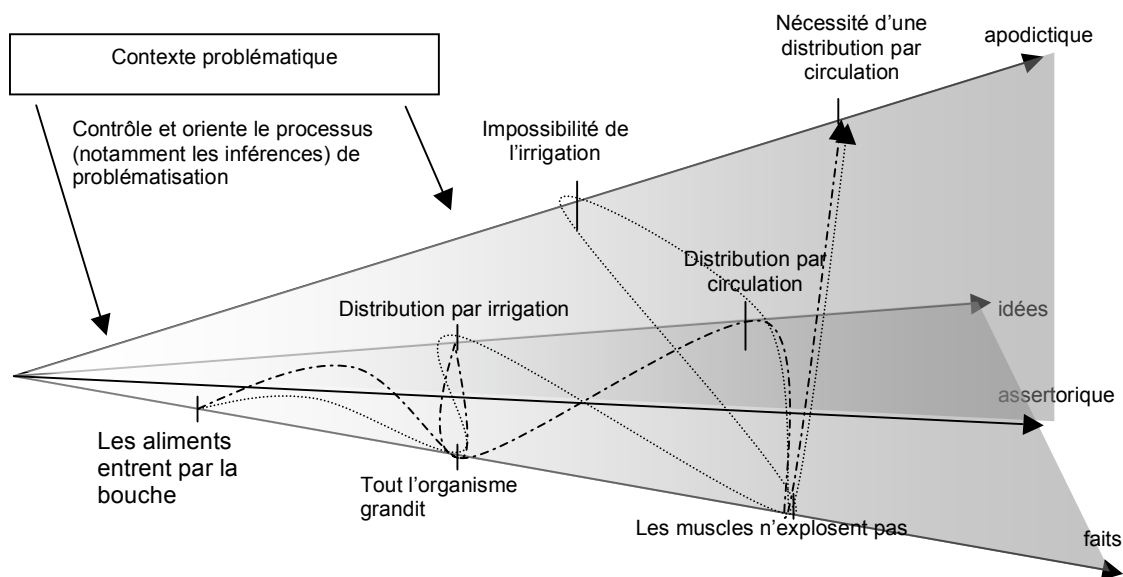 Contexte problématique
Contrôle et oriente le processus
(notamment les inférences) de
problématisation
Nécessité d’une
distribution par
circulation
apodictique
Impossibilité de
l’irrigation
Distribution par
circulation
Distribution par irrigation
idées
assertorique
Les aliments
entrent par la
bouche
Tout l’organisme
grandit
Les muscles n’explosent pas
faits